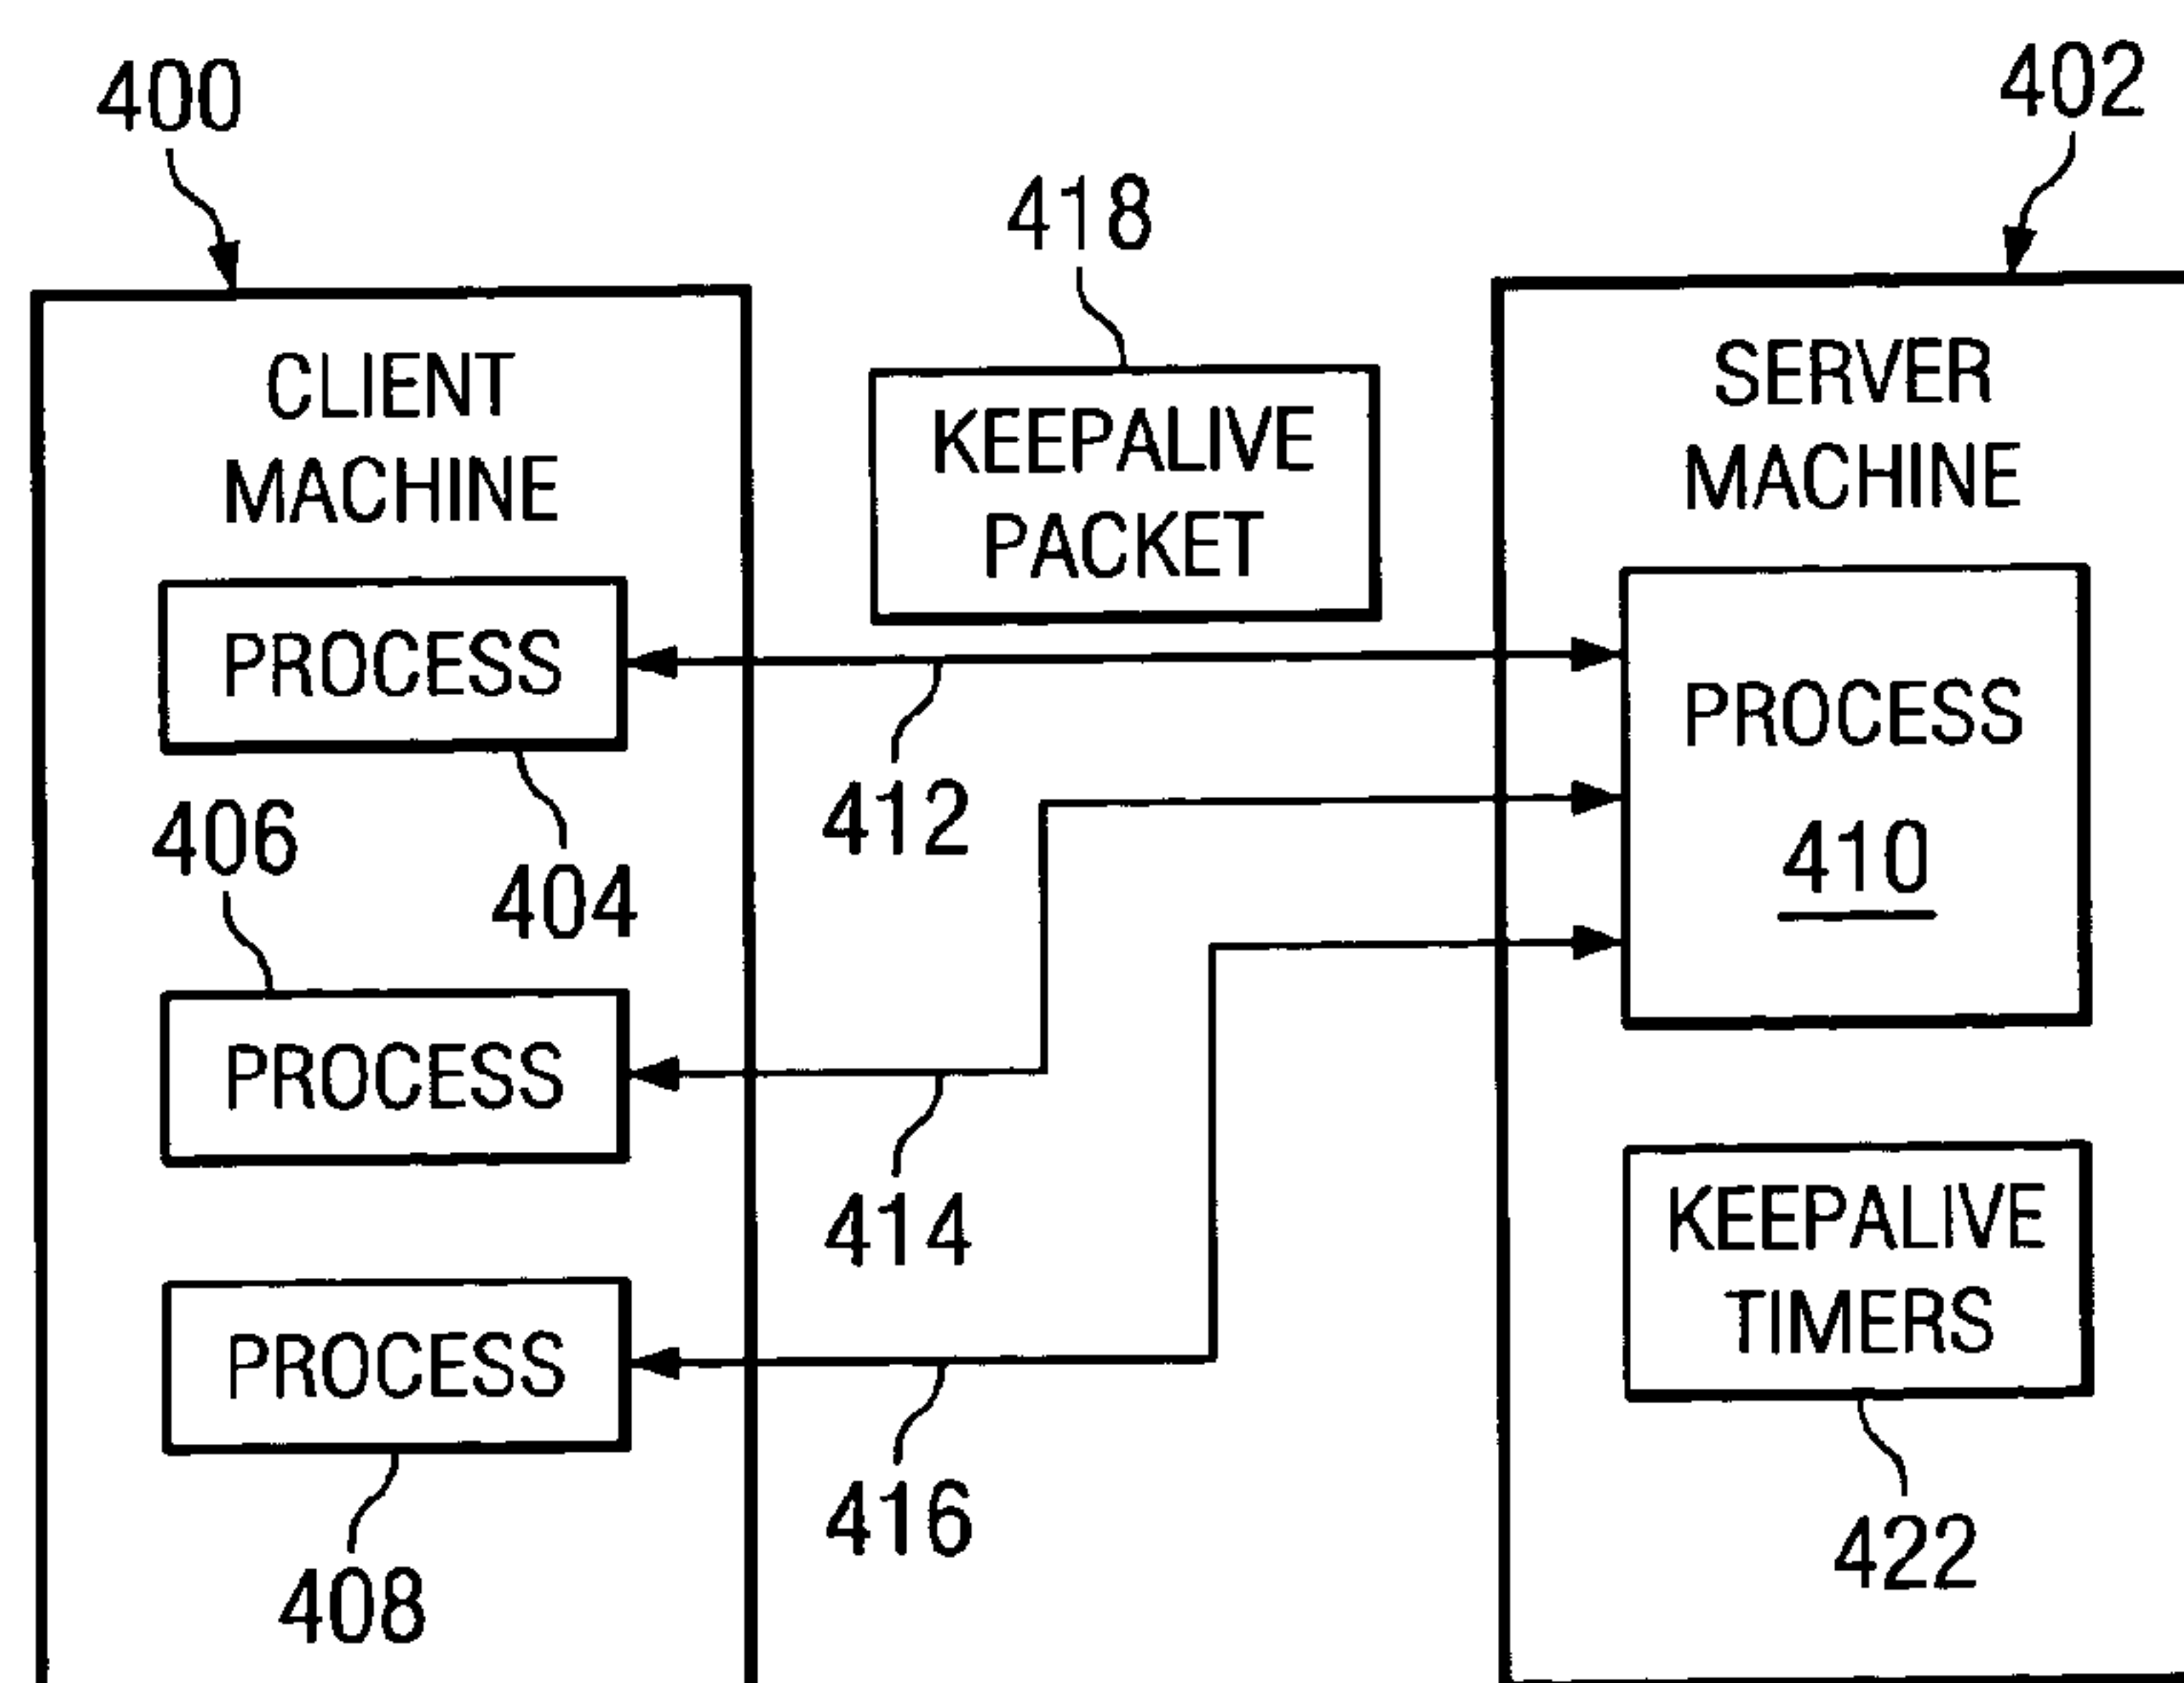 400
402
418
CLIENT
MACHINE
KEEPALIVE
PACKET
SERVER
MACHINE
PROCESS
404
412
PROCESS
410
406
PROCESS
414
KEEPALIVE
TIMERS
422
PROCESS
408
416